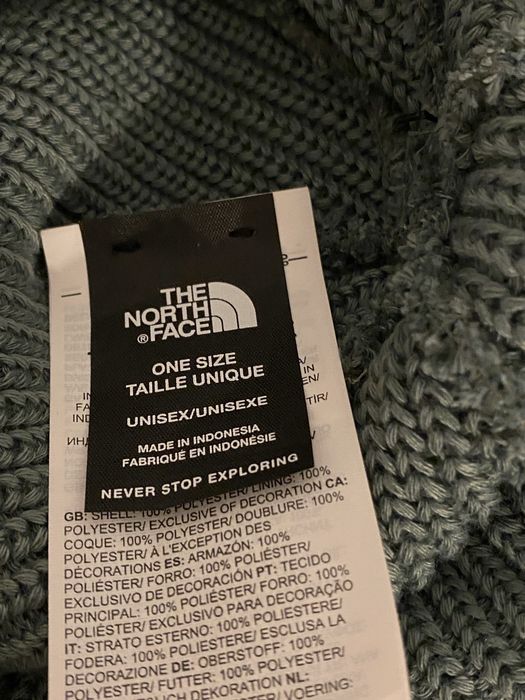 THE
NORTH
FACE
®
ONE SIZE
TAILLE UNIQUE
UNISEX/UNISEXE
MADE IN INDONESIA
FABRIQUÉ EN INDONÉSIE
NEVER STOP EXPLORING
GB: SHELL: 100% POLYESTER/ LINING: 100%
POLYESTER/ EXCLUSIVE OF DECORATION CA:
COQUE: 100% POLYESTER/ DOUBLURE: 100%
POLYESTER/ À L'EXCEPTION DES
DÉCORATIONS ES: ARMAZÓN: 100%
POLIÉSTER/ FORRO: 100% POLIÉSTER/
EXCLUSIVO DE DECORACIÓN PT: TECIDO
PRINCIPAL: 100% POLIÉSTER/ FORRO: 100%
POLIÉSTER/ EXCLUSIVO PARA DECORAÇÃO
IT: STRATO ESTERNO: 100% POLIESTERE/
FODERA: 100% POLIESTERE/ ESCLUSA LA
DECORAZIONE DE: OBERSTOFF: 100%
POLYESTER/ FUTTER: 100% POLYESTER/
DEKORATION NL:
POLYESTER/ VOERING: